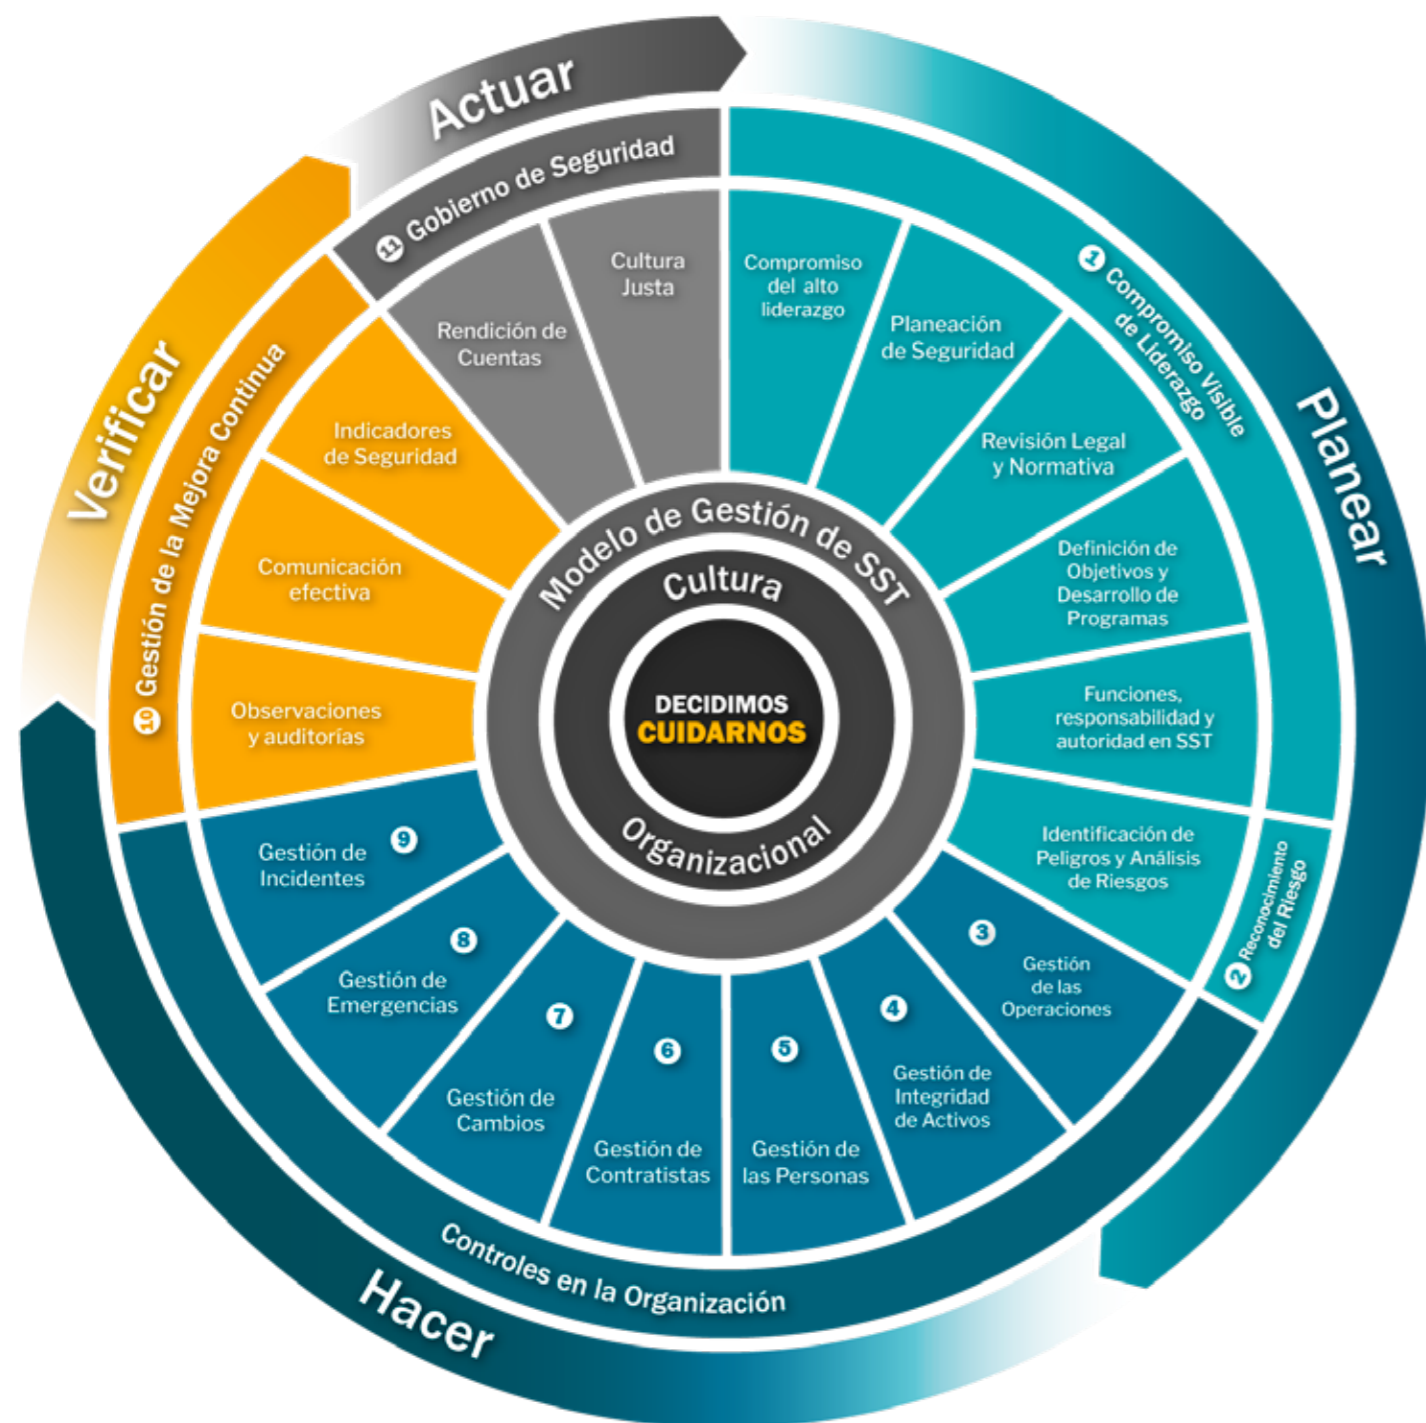 Actuar
Planear
Hacer
Verificar
11 Gobierno de Seguridad
Rendición de
Cuentas
Cultura
Justa
1 Compromiso Visible
de Liderazgo
Compromiso
del alto
liderazgo
Planeación
de Seguridad
Revisión Legal
y Normativa
Definición de
Objetivos y
Desarrollo de
Programas
Funciones,
responsabilidad y
autoridad en SST
2 Reconocimiento
del Riesgo
Identificación de
Peligros y Análisis
de Riesgos
Controles en la Organización
3
Gestión
de las
Operaciones
4
Gestión de
Integridad
de Activos
5
Gestión de
las Personas
6
Gestión de
Contratistas
7
Gestión de
Cambios
8
Gestión de
Emergencias
9
Gestión de
Incidentes
10 Gestión de la Mejora Continua
Observaciones
y auditorías
Comunicación
efectiva
Indicadores
de Seguridad
Modelo de Gestión de SST
Cultura
Organizacional
DECIDIMOS
CUIDARNOS